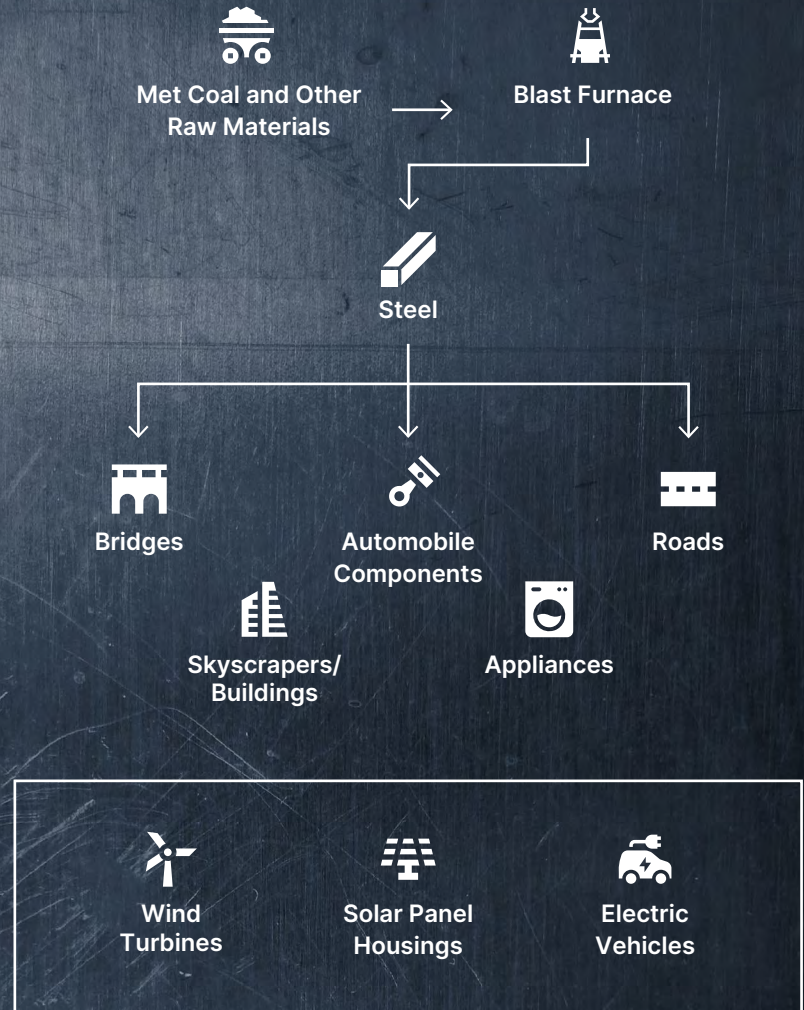 Met Coal and Other
Raw Materials
Blast Furnace
Steel
Bridges
Automobile
Components
Roads
Skyscrapers/
Buildings
Appliances
Wind
Turbines
Solar Panel
Housings
Electric
Vehicles